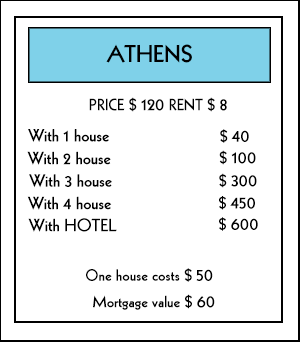 ATHENS
PRICE $ 120 RENT $ 8
With 1 house $ 40
With 2 house $ 100
With 3 house $ 300
With 4 house $ 450
With HOTEL $ 600
One house costs $ 50
Mortgage value $ 60